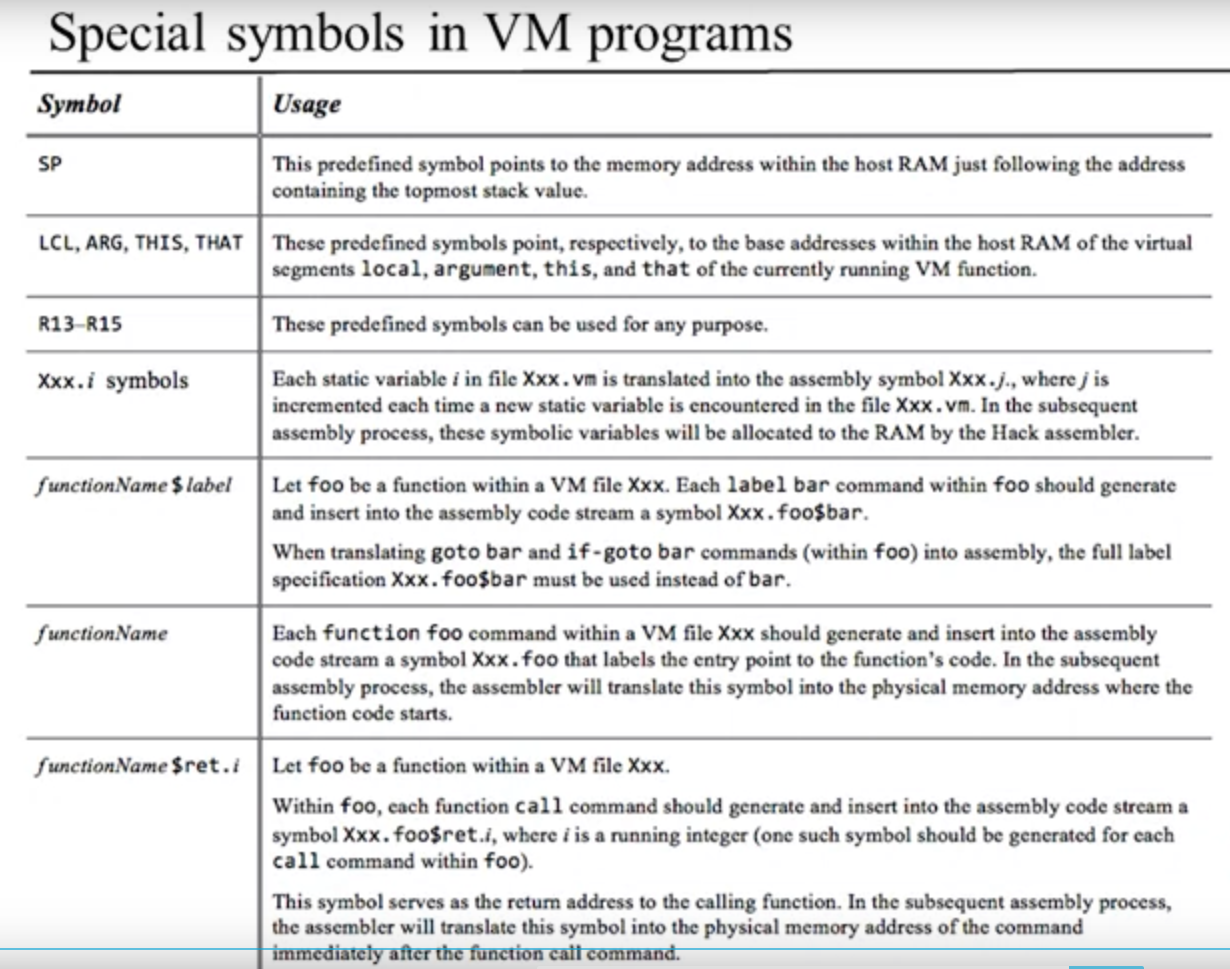 Special symbols in VM programs
Symbol
Usage
SP
This predefined symbol points to the memory address within the host RAM just following the address
containing the topmost stack value.
LCL, ARG, THIS, THAT
These predefined symbols point, respectively, to the base addresses within the host RAM of the virtual
segments local, argument, this, and that of the currently running VM function.
R13–R15
These predefined symbols can be used for any purpose.
Xxx.i symbols
Each static variable i in file Xxx.vm is translated into the assembly symbol Xxx.j., where j is
incremented each time a new static variable is encountered in the file Xxx.vm. In the subsequent
assembly process, these symbolic variables will be allocated to the RAM by the Hack assembler.
functionName$label
Let foo be a function within a VM file Xxx. Each label bar command within foo should generate
and insert into the assembly code stream a symbol Xxx.foo$bar.
When translating goto bar and if-goto bar commands (within foo) into assembly, the full label
specification Xxx.foo$bar must be used instead of bar.
functionName
Each function foo command within a VM file Xxx should generate and insert into the assembly
code stream a symbol Xxx.foo that labels the entry point to the function's code. In the subsequent
assembly process, the assembler will translate this symbol into the physical memory address where the
function code starts.
functionName$ret.i
Let foo be a function within a VM file Xxx.
Within foo, each function call command should generate and insert into the assembly code stream a
symbol Xxx.foo$ret.i, where i is a running integer (one such symbol should be generated for each
call command within foo).
This symbol serves as the return address to the calling function. In the subsequent assembly process,
the assembler will translate this symbol into the physical memory address of the command
immediately after the function call command.